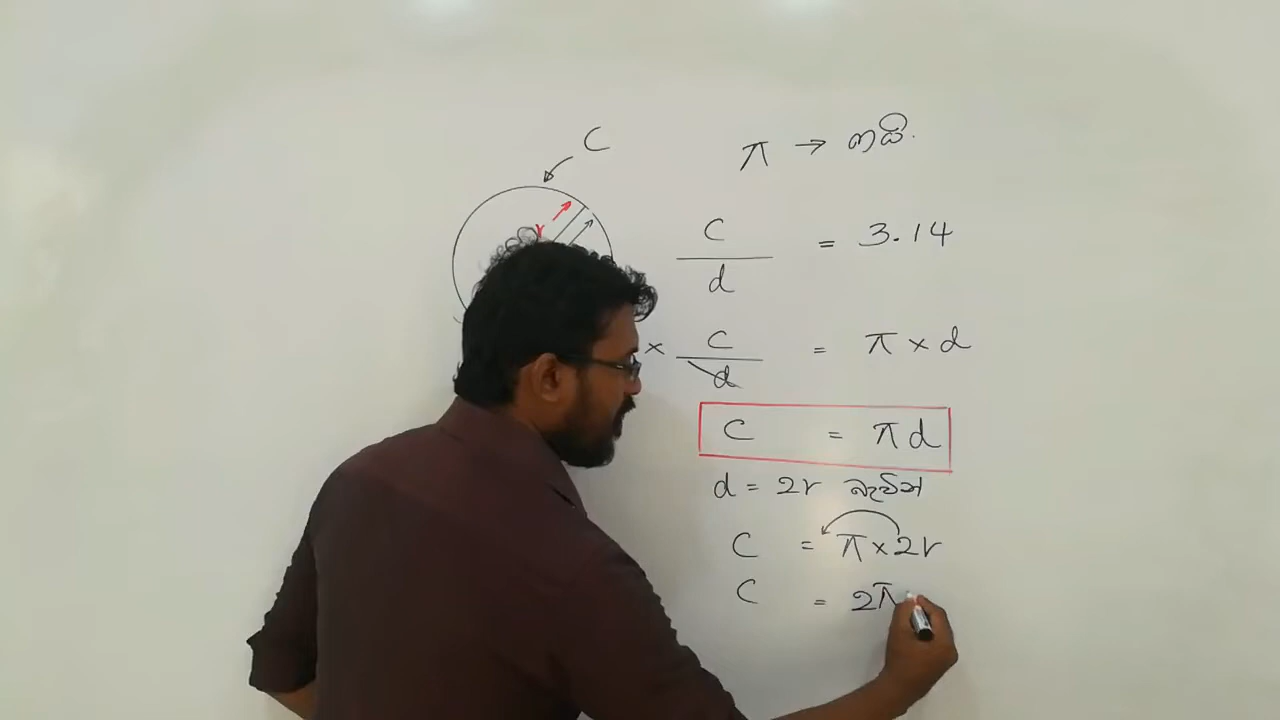 C
r
π → පයි.
C/d = 3.14
× C/d = π × d
C = πd
d = 2r බැවින්
C = π × 2r
C = 2π